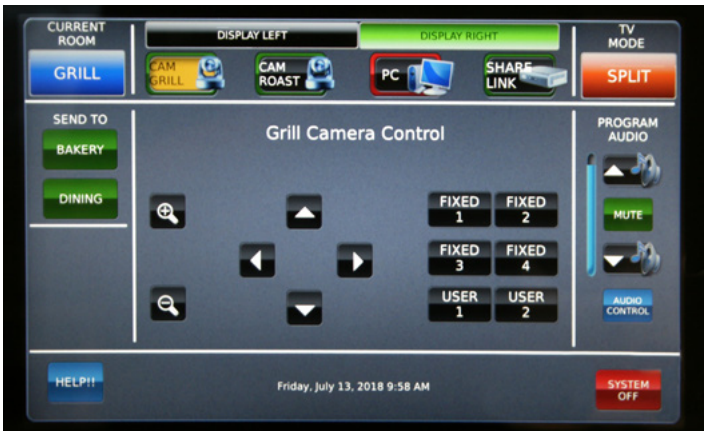 CURRENT
ROOM
GRILL
DISPLAY LEFT
DISPLAY RIGHT
TV
MODE
SPLIT
CAM
GRILL
CAM
ROAST
PC
SHARE
LINK
SEND TO
BAKERY
DINING
Grill Camera Control
FIXED
1
FIXED
2
FIXED
3
FIXED
4
USER
1
USER
2
PROGRAM
AUDIO
MUTE
AUDIO
CONTROL
HELP!!
Friday, July 13, 2018 9:58 AM
SYSTEM
OFF